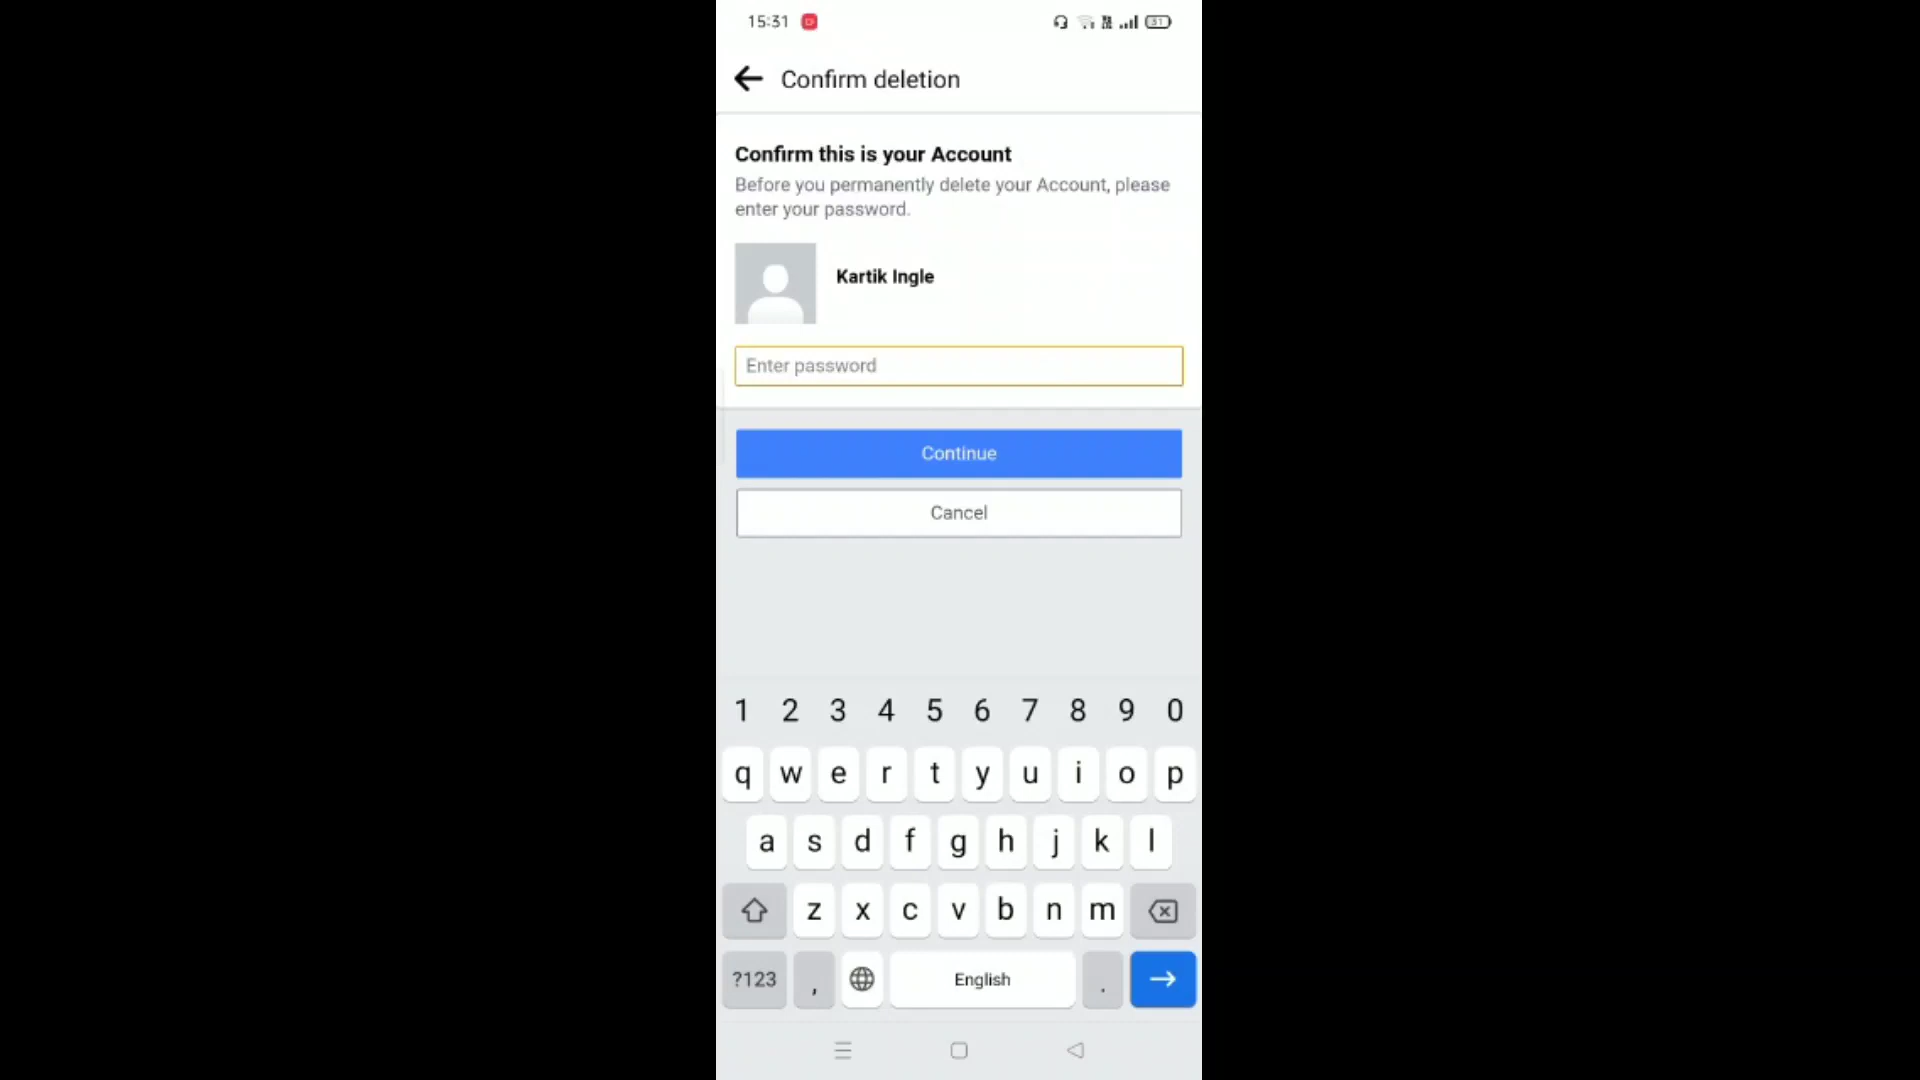 15:31
31
Confirm deletion
Confirm this is your Account
Before you permanently delete your Account, please
enter your password.
Kartik Ingle
Enter password
Continue
Cancel
1 2 3 4 5 6 7 8 9 0
q w e r t y u i o p
a s d f g h j k l
z x c v b n m
?123 , English .